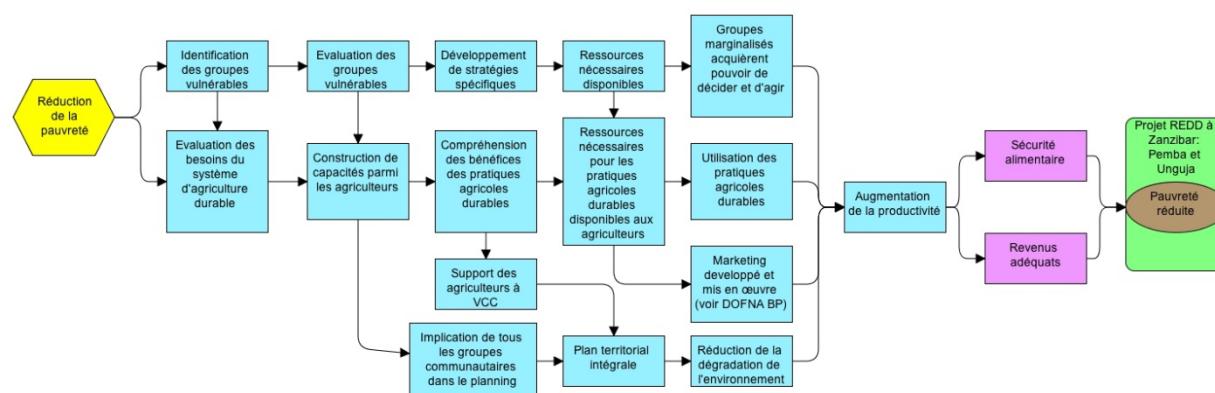 Réduction
de la
pauvreté
Identification
des groupes
vulnérables
Evaluation des
groupes
vulnérables
Développement
de stratégies
spécifiques
Ressources
nécessaires
disponibles
Groupes
marginalisés
acquièrent
pouvoir de
décider et d'agir
Evaluation des
besoins du
système
d'agriculture
durable
Construction de
capacités parmi
les agriculteurs
Compréhension
des bénéfices
des pratiques
agricoles
durables
Ressources
nécessaires
pour les
pratiques
agricoles
durables
disponibles aux
agriculteurs
Utilisation des
pratiques
agricoles
durables
Support des
agriculteurs à
VCC
Marketing
developpé et
mis en œuvre
(voir DOFNA BP)
Implication de tous
les groupes
communautaires
dans le planning
Plan territorial
intégrale
Réduction de la
dégradation de
l'environnement
Augmentation
de la productivité
Sécurité
alimentaire
Revenus
adéquats
Projet REDD à
Zanzibar:
Pemba et
Unguja
Pauvreté
réduite